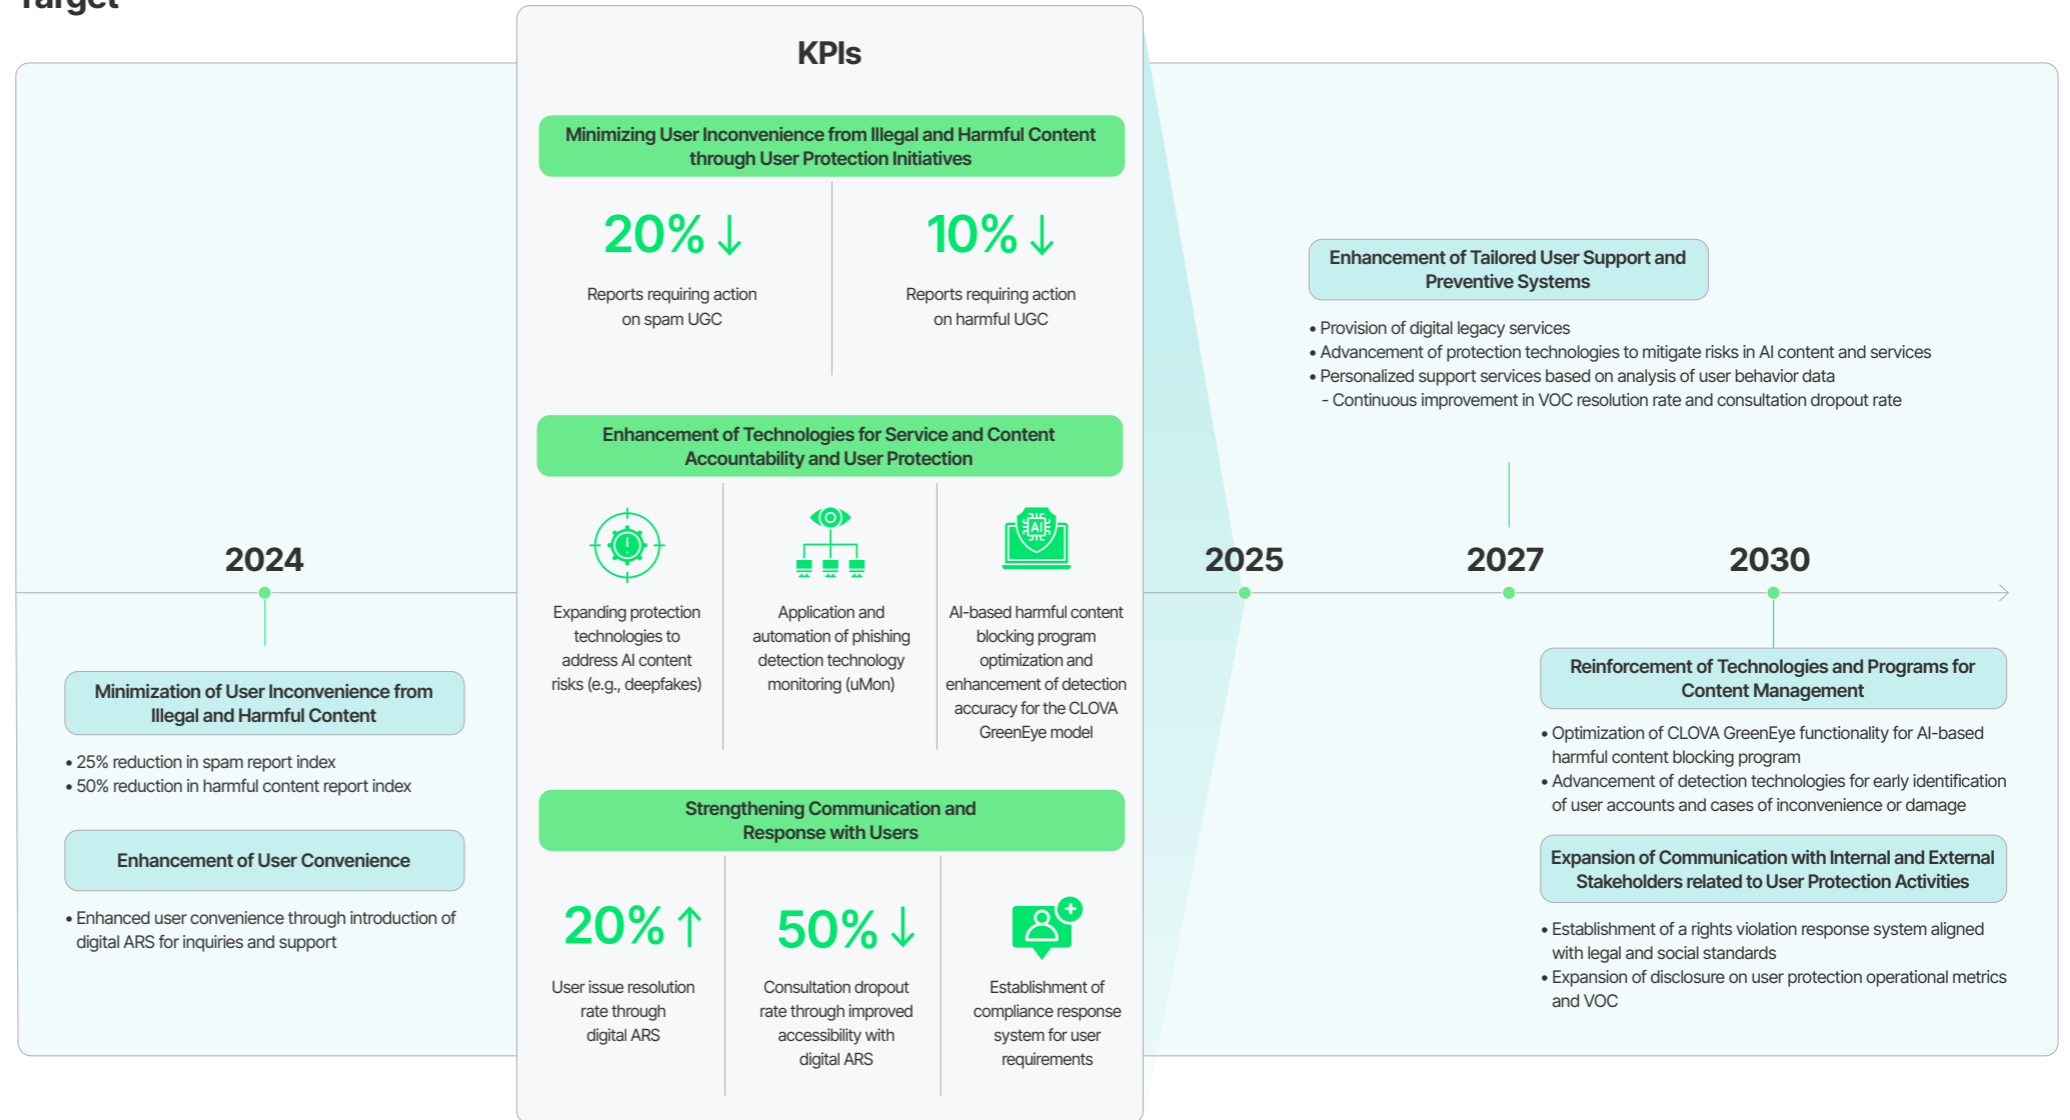 Target
KPIs
Minimizing User Inconvenience from Illegal and Harmful Content
through User Protection Initiatives
20% ↓
Reports requiring action
on spam UGC
10% ↓
Reports requiring action
on harmful UGC
Enhancement of Technologies for Service and Content
Accountability and User Protection
Expanding protection
technologies to
address AI content
risks (e.g., deepfakes)
Application and
automation of phishing
detection technology
monitoring (uMon)
AI
AI-based harmful content
blocking program
optimization and
enhancement of detection
accuracy for the CLOVA
GreenEye model
Strengthening Communication and
Response with Users
20% ↑
User issue resolution
rate through
digital ARS
50% ↓
Consultation dropout
rate through improved
accessibility with
digital ARS
Establishment of
compliance response
system for user
requirements
2024
Minimization of User Inconvenience from
Illegal and Harmful Content
• 25% reduction in spam report index
• 50% reduction in harmful content report index
Enhancement of User Convenience
• Enhanced user convenience through introduction of
digital ARS for inquiries and support
2025
2027
Enhancement of Tailored User Support and
Preventive Systems
• Provision of digital legacy services
• Advancement of protection technologies to mitigate risks in AI content and services
• Personalized support services based on analysis of user behavior data
- Continuous improvement in VOC resolution rate and consultation dropout rate
2030
Reinforcement of Technologies and Programs for
Content Management
• Optimization of CLOVA GreenEye functionality for AI-based
harmful content blocking program
• Advancement of detection technologies for early identification
of user accounts and cases of inconvenience or damage
Expansion of Communication with Internal and External
Stakeholders related to User Protection Activities
• Establishment of a rights violation response system aligned
with legal and social standards
• Expansion of disclosure on user protection operational metrics
and VOC